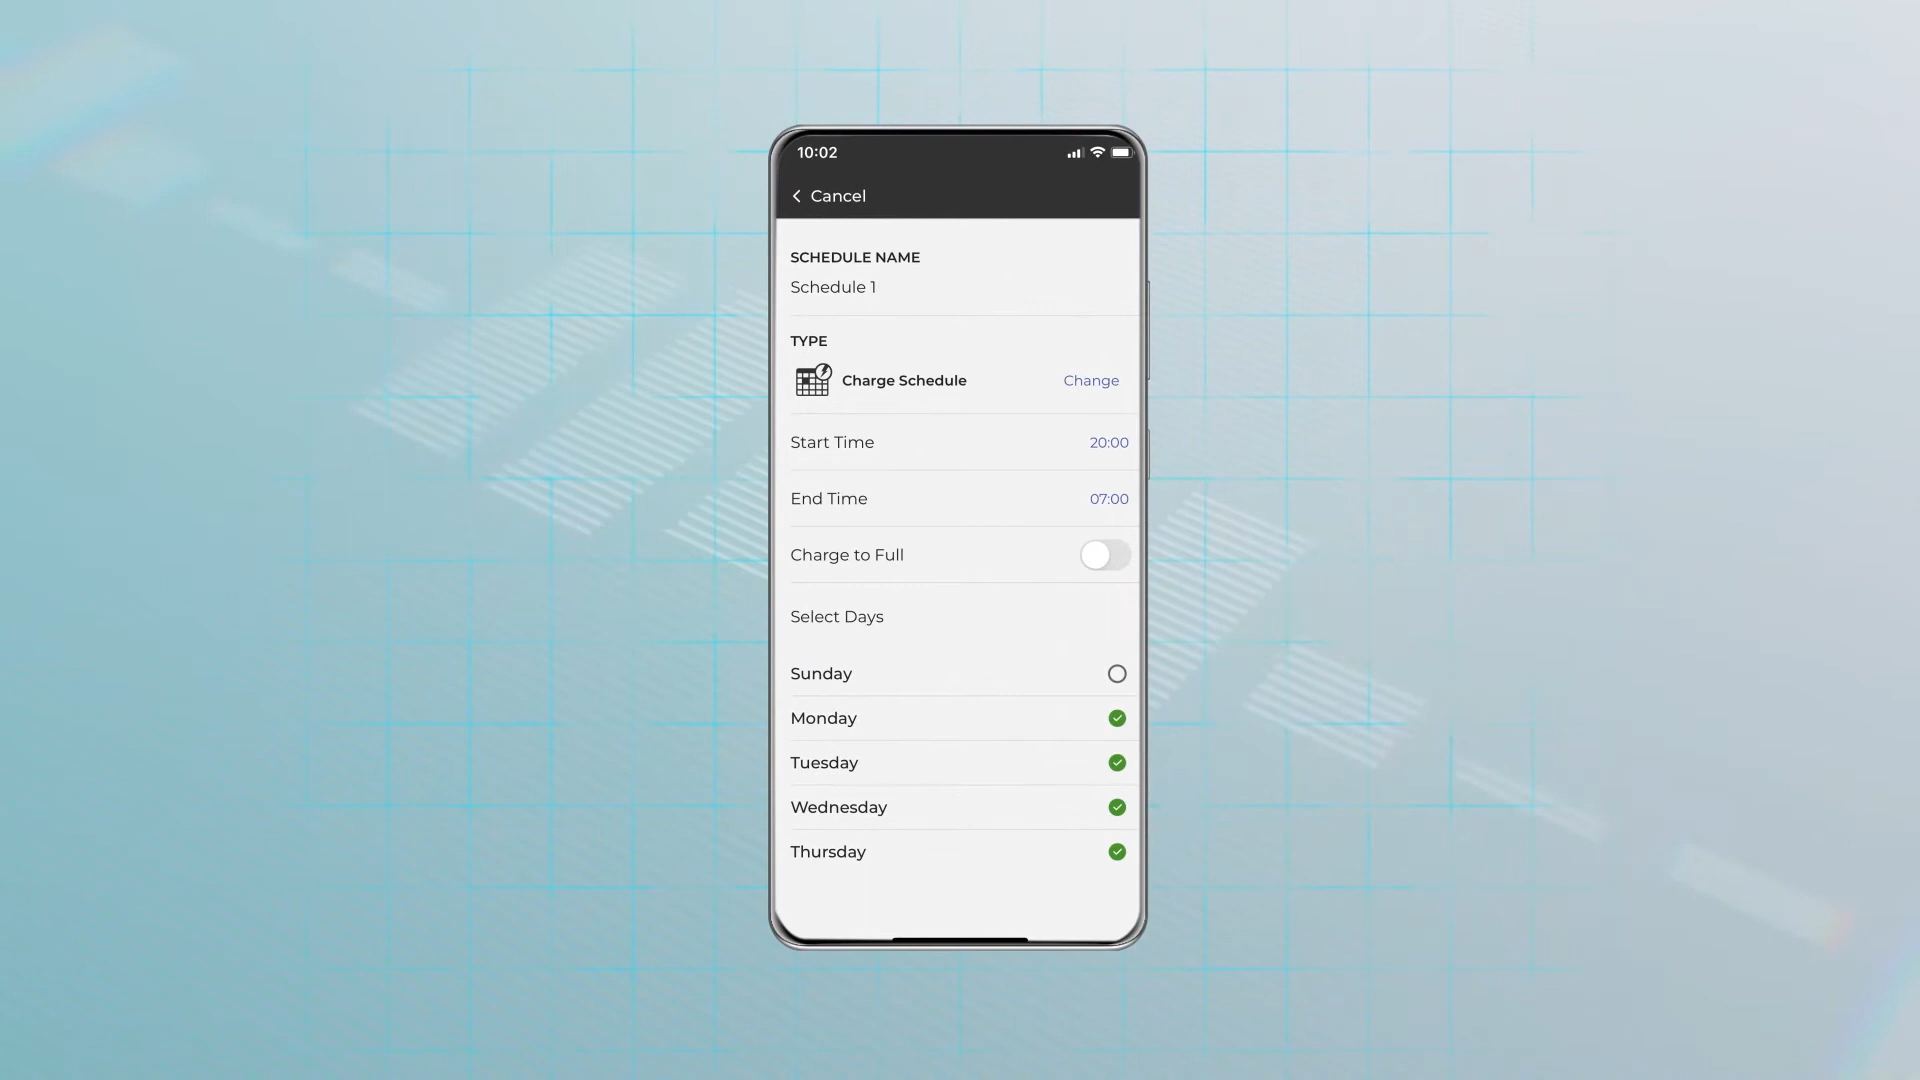 10:02
Cancel
SCHEDULE NAME
Schedule 1
TYPE
Charge Schedule
Change
Start Time
20:00
End Time
07:00
Charge to Full
Select Days
Sunday
Monday
Tuesday
Wednesday
Thursday